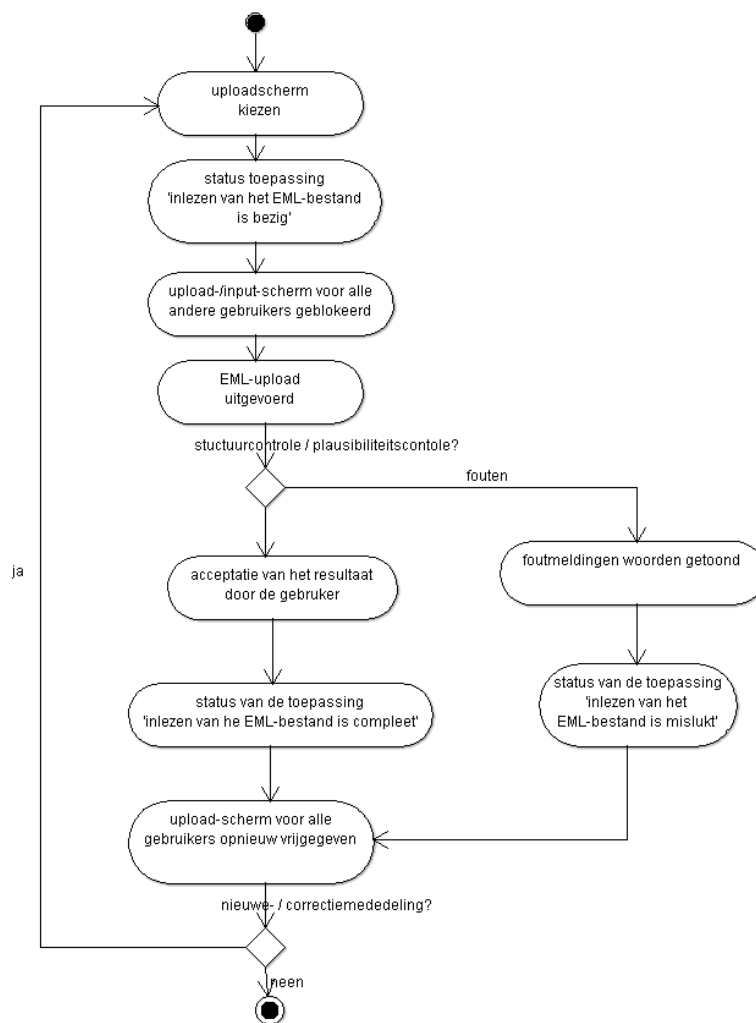 uploadscherm
kiezen
status toepassing
'inlezen van het EML-bestand
is bezig'
upload-/input-scherm voor alle
andere gebruikers geblokeerd
EML-upload
uitgevoerd
stuctuurcontrole / plausibiliteitscontole?
fouten
ja
acceptatie van het resultaat
door de gebruker
foutmeldingen woorden getoond
status van de toepassing
'inlezen van he EML-bestand is compleet'
status van de toepassing
'inlezen van het
EML-bestand is mislukt'
upload-scherm voor alle
gebruikers opnieuw vrijgegeven
nieuwe- / correctiemededeling?
neen